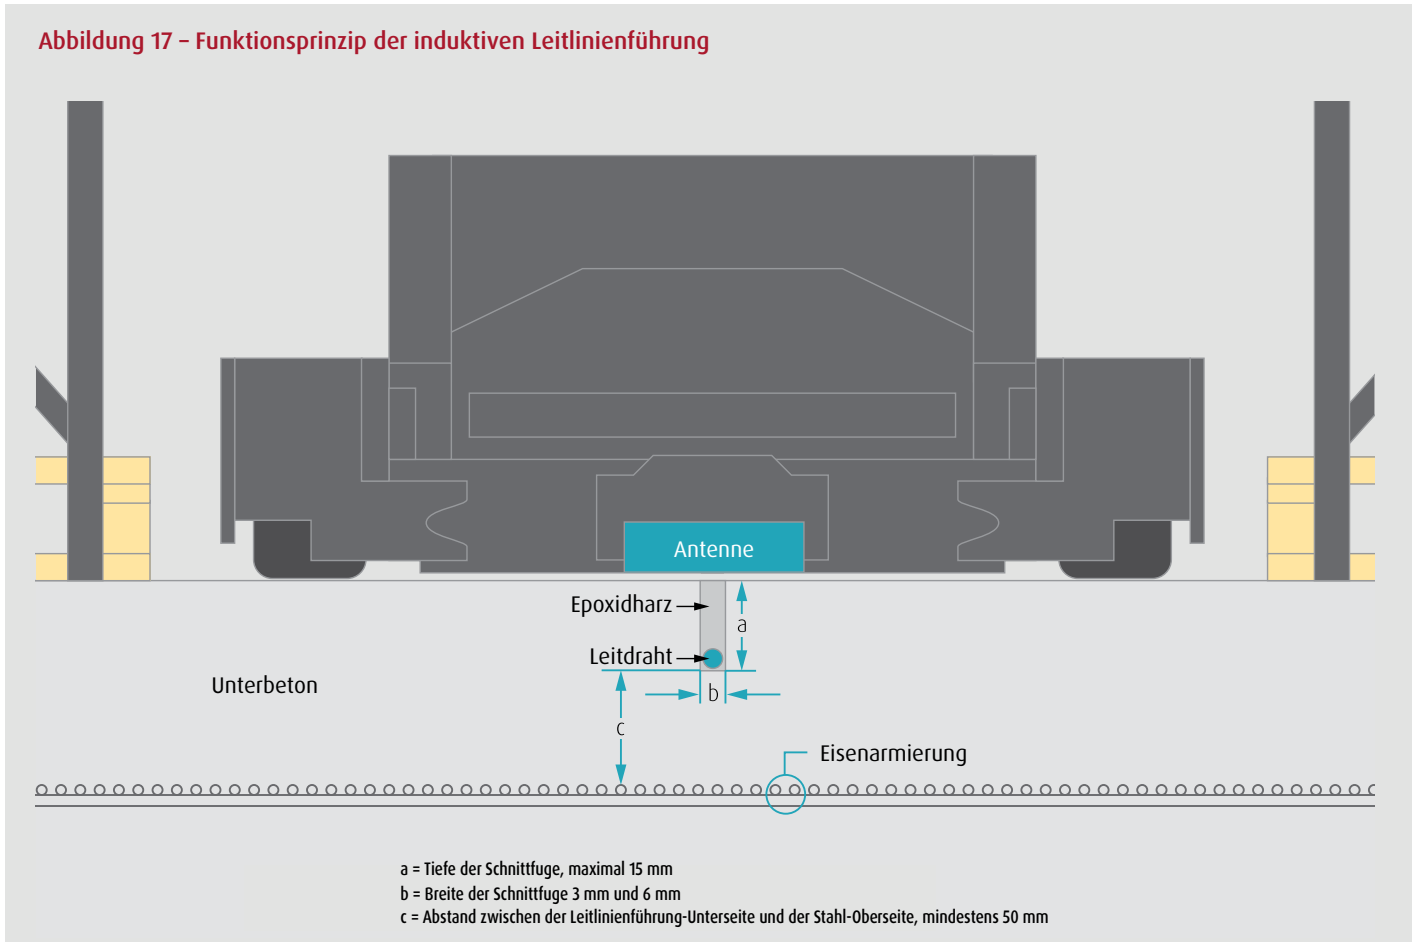 Abbildung 17 – Funktionsprinzip der induktiven Leitlinienführung
Antenne
Epoxidharz
a
Leitdraht
Unterbeton
b
c
Eisenarmierung
a = Tiefe der Schnittfuge, maximal 15 mm
b = Breite der Schnittfuge 3 mm und 6 mm
c = Abstand zwischen der Leitlinienführung-Unterseite und der Stahl-Oberseite, mindestens 50 mm